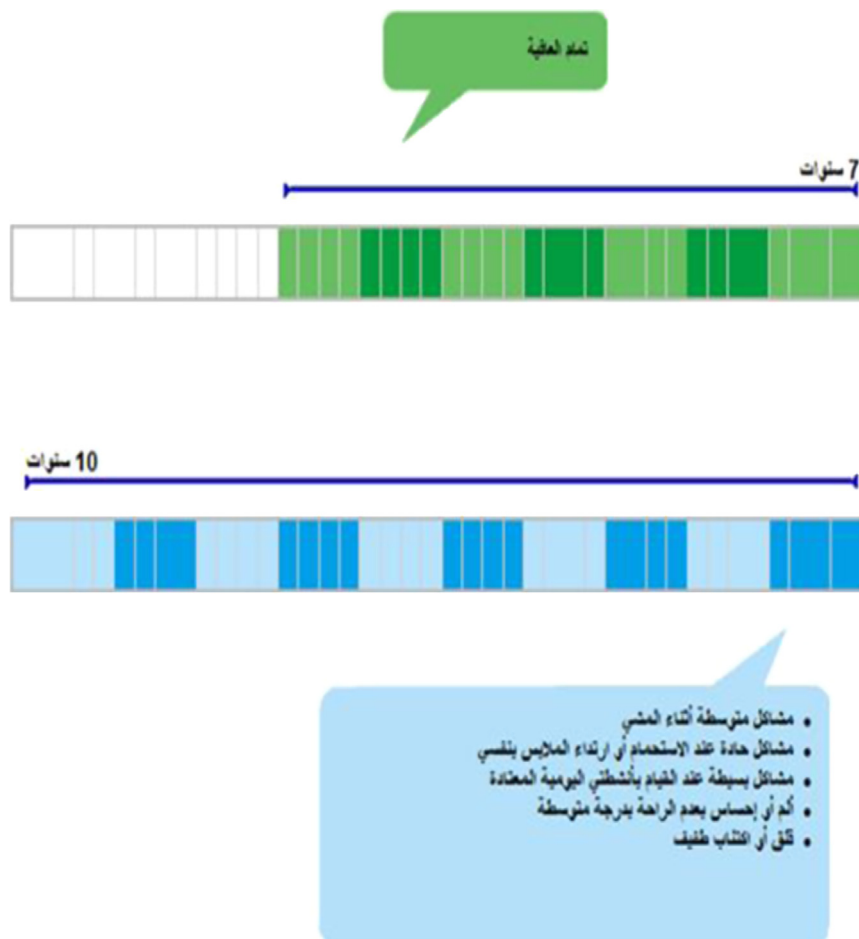 تمام العافية
7 سنوات
10 سنوات
• مشاكل متوسطة أثناء المشي
• مشاكل حادة عند الاستحمام أو ارتداء الملابس بنفسي
• مشاكل بسيطة عند القيام بأنشطتي اليومية المعتادة
• ألم أو إحساس بعدم الراحة بدرجة متوسطة
• قلق أو اكتئاب طفيف